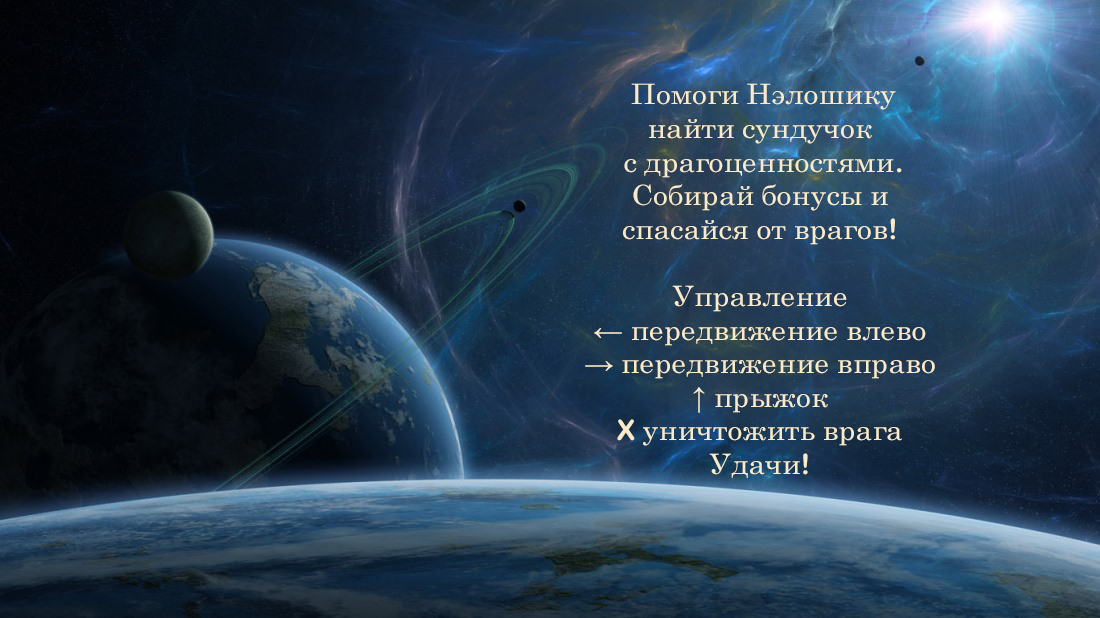 Помоги Нэлошику
найти сундучок
с драгоценностями.
Собирай бонусы и
спасайся от врагов!
Управление
← передвижение влево
→ передвижение вправо
↑ прыжок
X уничтожить врага
Удачи!